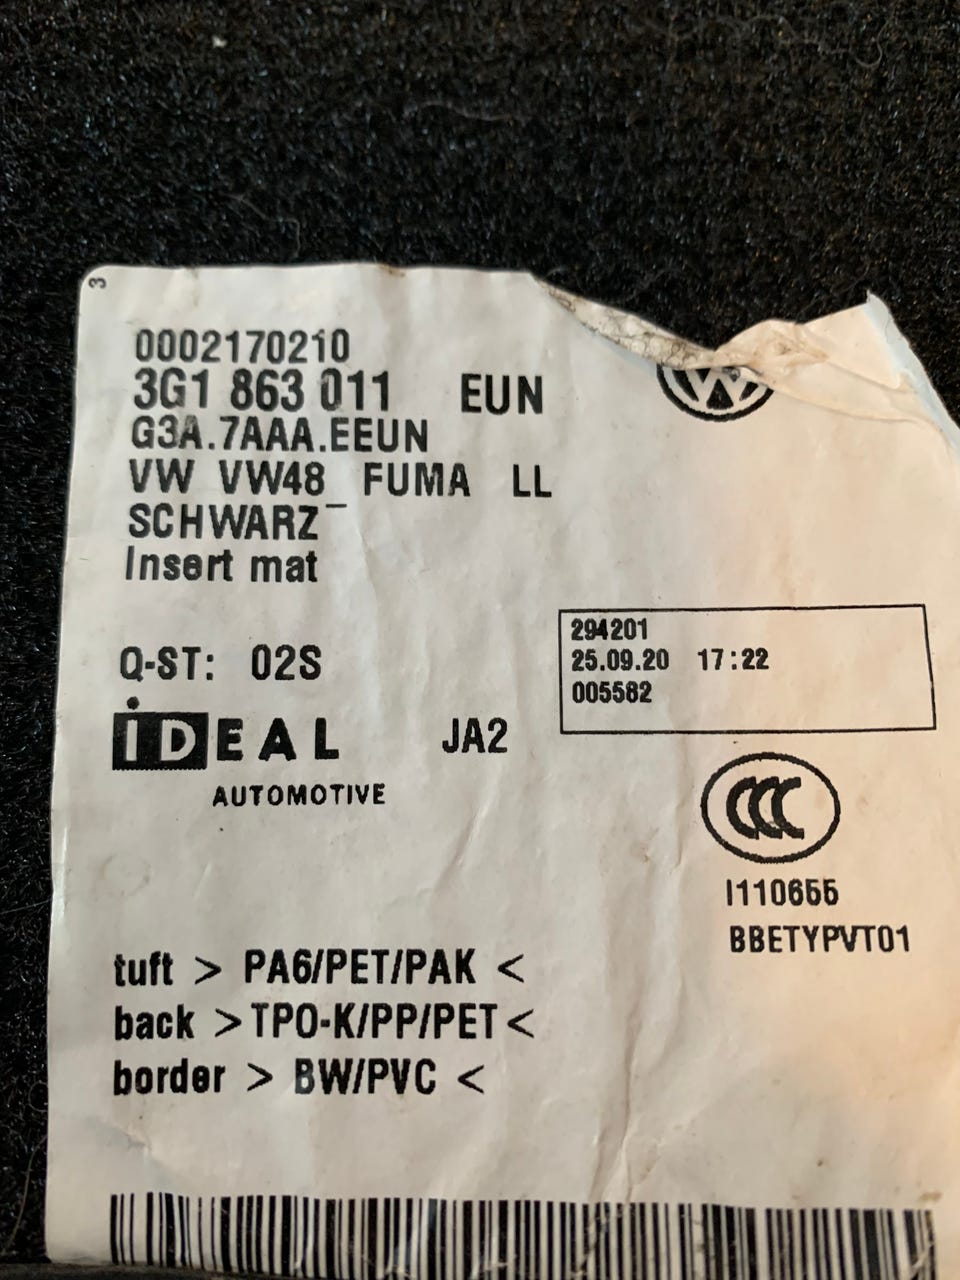 3
0002170210
3G1 863 011 EUN
G3A.7AAA.EEUN
VW VW48_FUMA LL
SCHWARZ
Insert mat
294201
25.09.20 17:22
005582
Q-ST: 02S
iDEAL JA2
AUTOMOTIVE
CCC
I110655
BBETYPVT01
tuft > PA6/PET/PAK <
back >TPO-K/PP/PET<
border > BW/PVC <